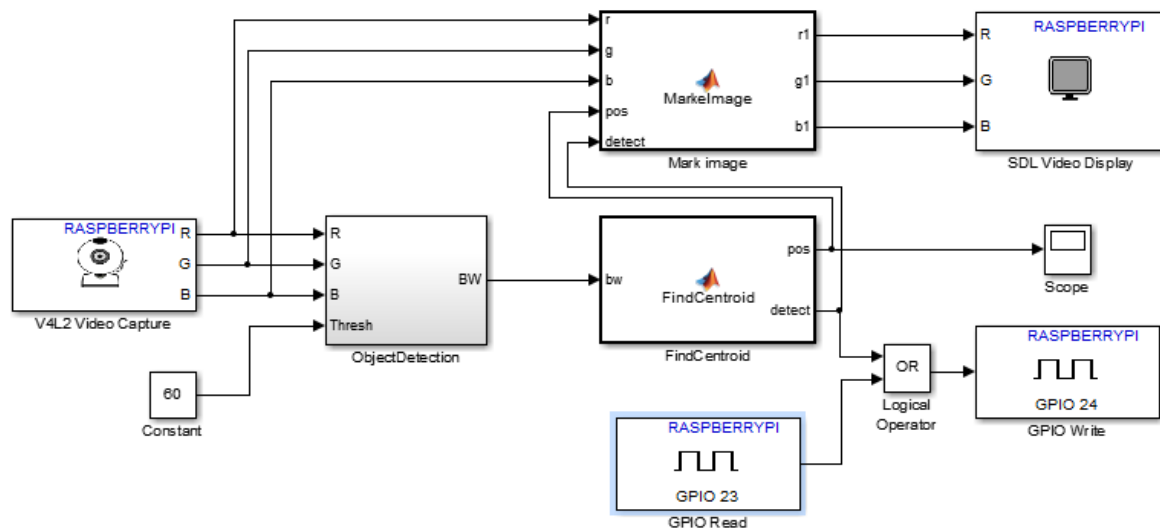 r
g
b
pos
detect
MarkeImage
r1
g1
b1
Mark image
RASPBERRYPI
R
G
B
SDL Video Display
RASPBERRYPI
R
G
B
V4L2 Video Capture
R
G
B
Thresh
BW
ObjectDetection
60
Constant
bw
FindCentroid
pos
detect
FindCentroid
Scope
OR
Logical
Operator
RASPBERRYPI
GPIO 24
GPIO Write
RASPBERRYPI
GPIO 23
GPIO Read